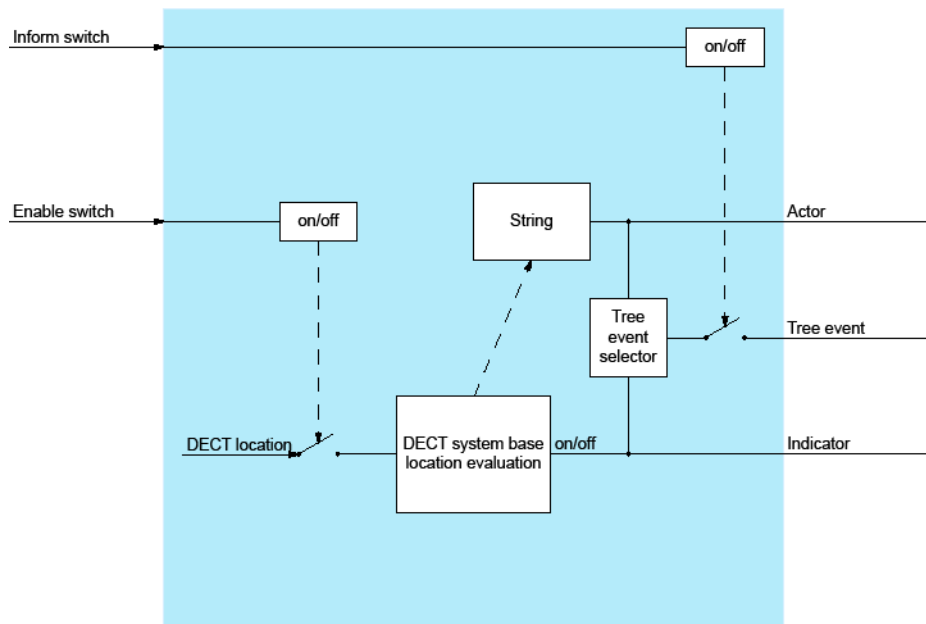 Inform switch
on/off
Enable switch
on/off
String
Actor
Tree
event
selector
Tree event
DECT location
DECT system base
location evaluation
on/off
Indicator